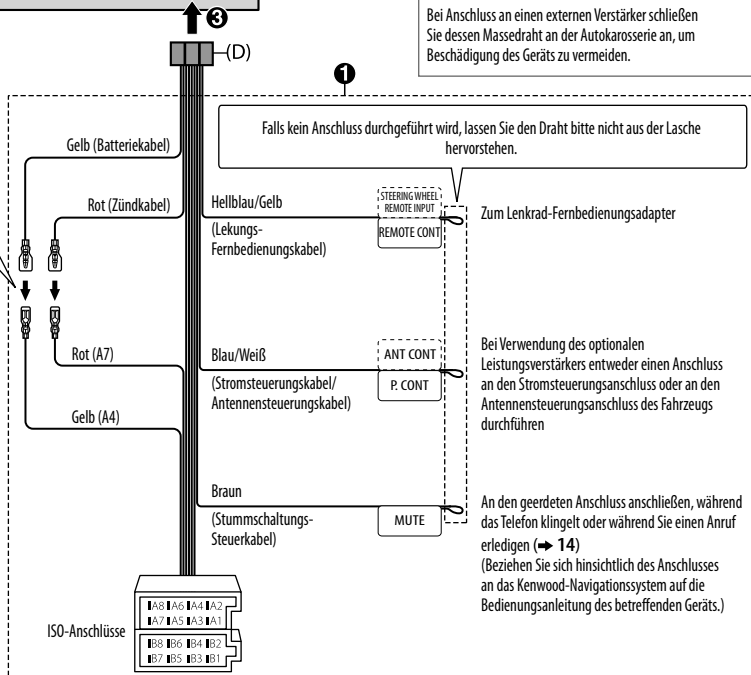 ❸
(D)
Bei Anschluss an einen externen Verstärker schließen
Sie dessen Massedraht an der Autokarosserie an, um
Beschädigung des Geräts zu vermeiden.
❶
Falls kein Anschluss durchgeführt wird, lassen Sie den Draht bitte nicht aus der Lasche
hervorstehen.
Gelb (Batteriekabel)
Rot (Zündkabel)
Hellblau/Gelb
(Lekungs-
Fernbedienungskabel)
STEERING WHEEL
REMOTE INPUT
REMOTE CONT
Zum Lenkrad-Fernbedienungsadapter
Rot (A7)
Gelb (A4)
Blau/Weiß
(Stromsteuerungskabel/
Antennensteuerungskabel)
ANT CONT
P. CONT
Bei Verwendung des optionalen
Leistungsverstärkers entweder einen Anschluss
an den Stromsteuerungsanschluss oder an den
Antennensteuerungsanschluss des Fahrzeugs
durchführen
Braun
(Stummschaltungs-
Steuerkabel)
MUTE
An den geerdeten Anschluss anschließen, während
das Telefon klingelt oder während Sie einen Anruf
erledigen (➡ 14)
(Beziehen Sie sich hinsichtlich des Anschlusses
an das Kenwood-Navigationssystem auf die
Bedienungsanleitung des betreffenden Geräts.)
ISO-Anschlüsse
A8 A6 A4 A2
A7 A5 A3 A1
B8 B6 B4 B2
B7 B5 B3 B1